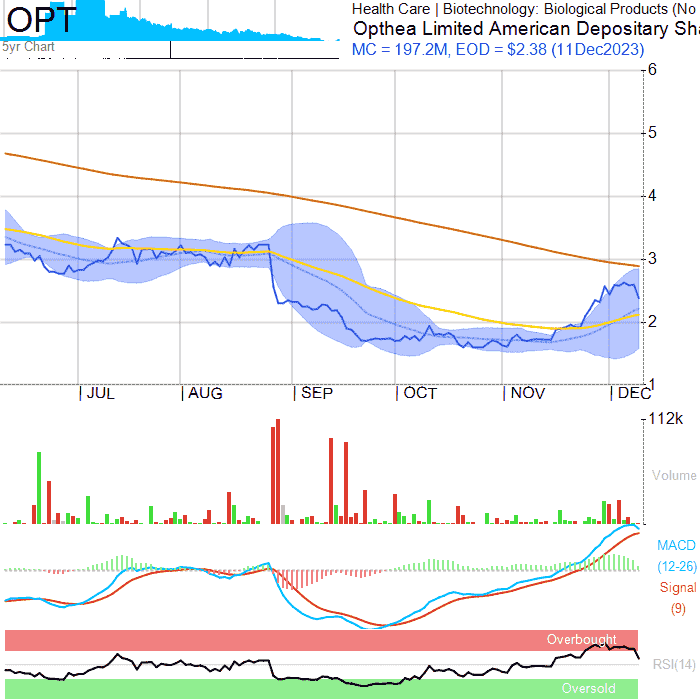 OPT
5yr Chart
Health Care | Biotechnology: Biological Products (No
Opthea Limited American Depositary Sha
MC = 197.2M, EOD = $2.38 (11Dec2023)
6
5
4
3
2
1
JUL AUG SEP OCT NOV DEC
112k
Volume
MACD
(12-26)
Signal
(9)
Overbought
RSI(14)
Oversold